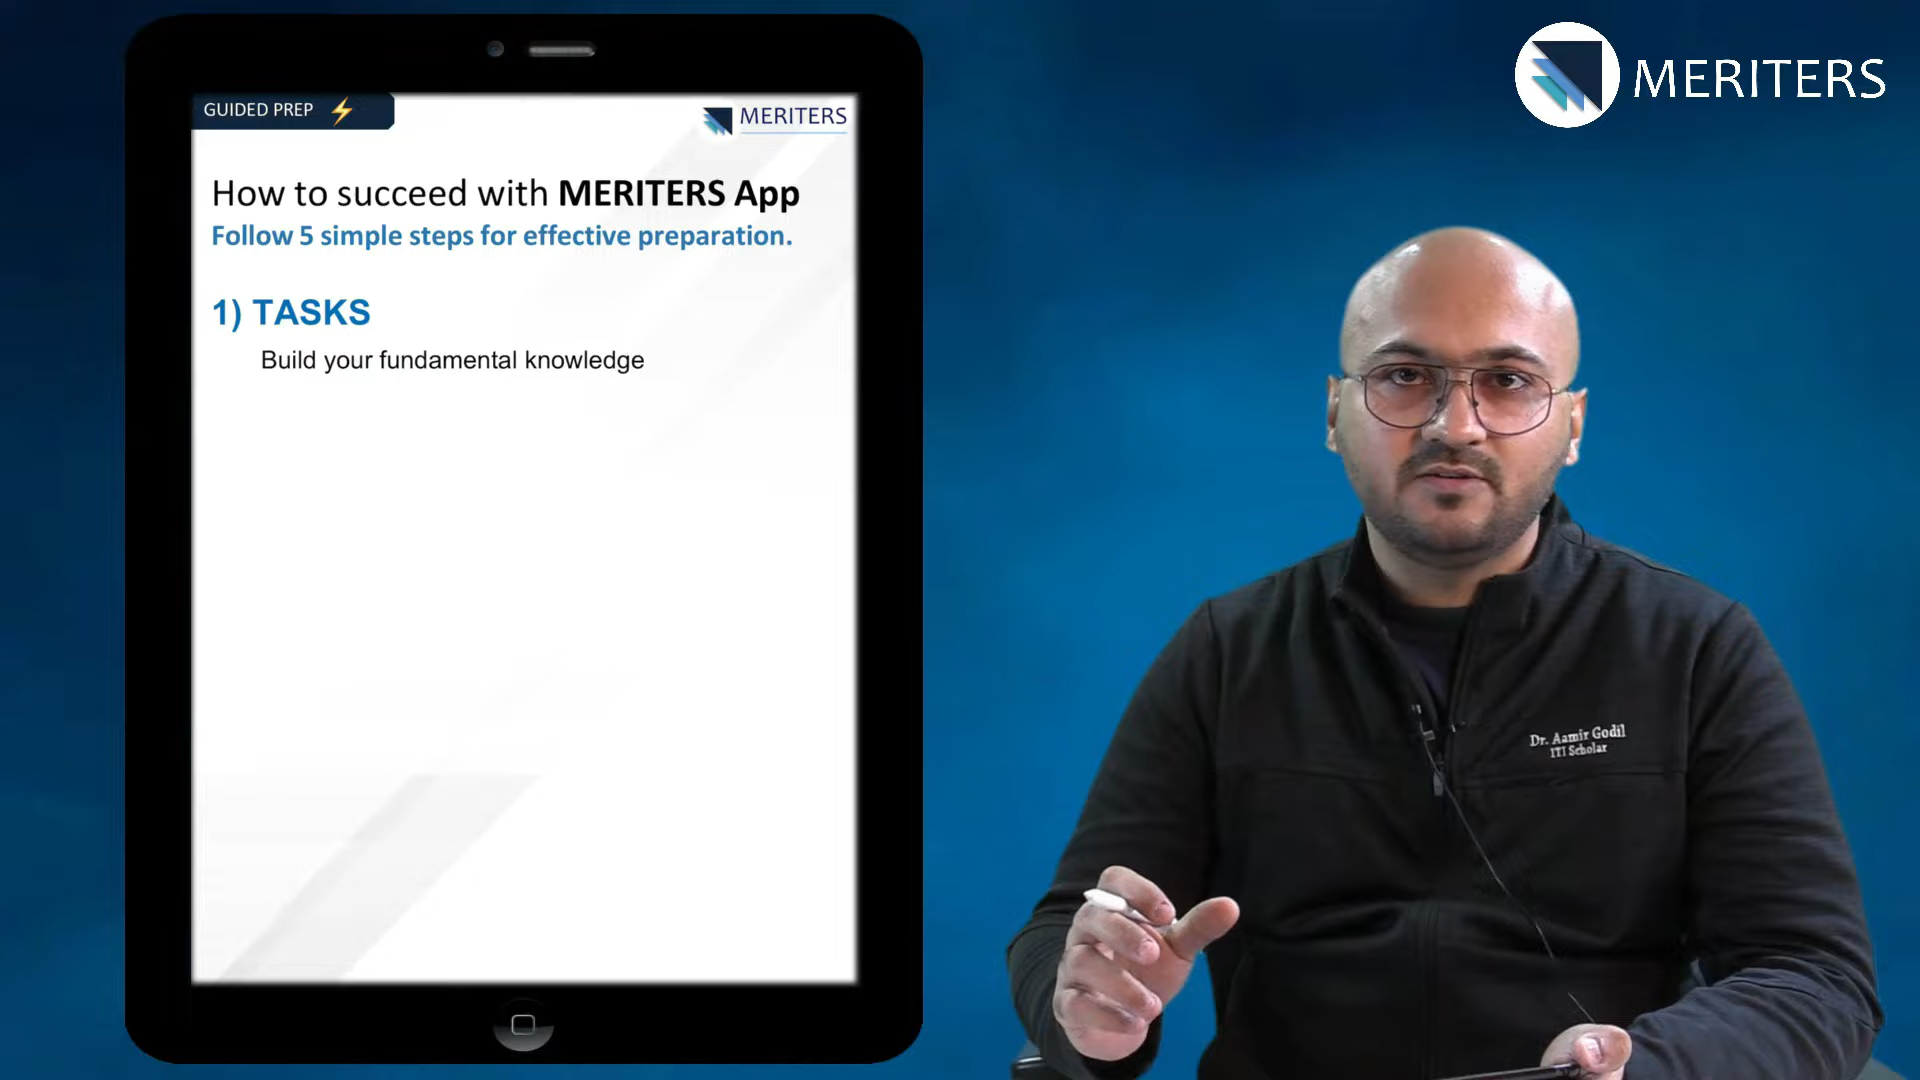 GUIDED PREP
MERITERS
How to succeed with MERITERS App
Follow 5 simple steps for effective preparation.
1) TASKS
Build your fundamental knowledge
MERITERS
Dr. Aamir Godil
ITI Scholar